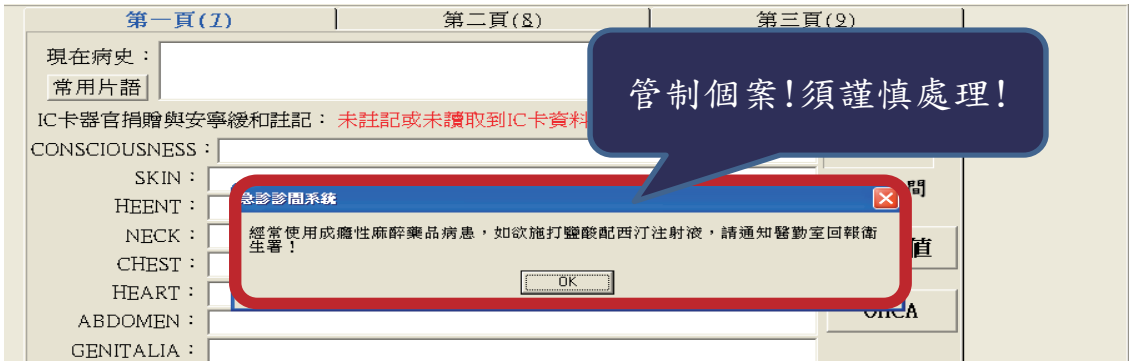 第一頁(7)
第二頁(8)
第三頁(9)
現在病史：
常用片語
管制個案!須謹慎處理!
IC卡器官捐贈與安寧緩和註記：未註記或未讀取到IC卡資料
CONSCIOUSNESS：
SKIN：
間
HEENT：
急診診間系統
NECK：
經常使用成癮性麻醉藥品病患，如欲施打鹽酸配西汀注射液，請通知醫勤室回報衛
生署！
值
CHEST：
OK
HEART：
OHCA
ABDOMEN：
GENITALIA：